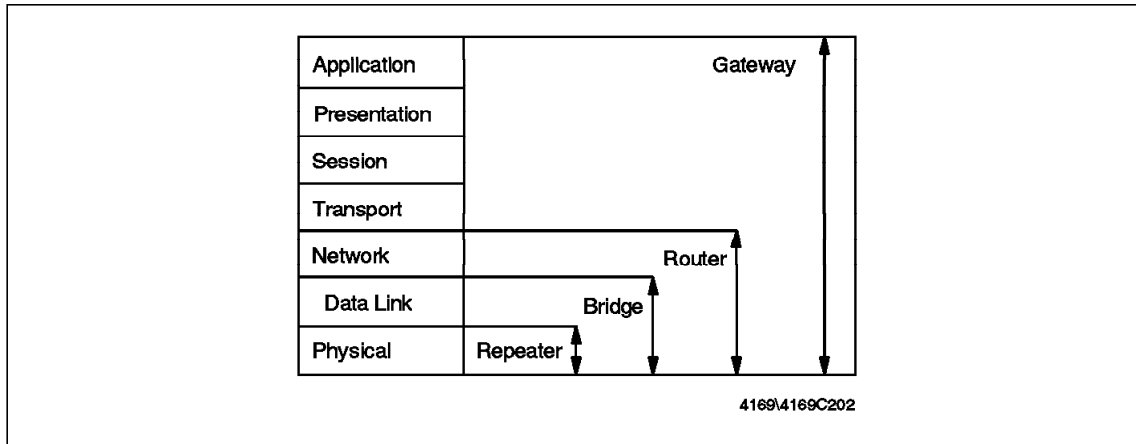 Application
Gateway
Presentation
Session
Transport
Network
Router
Data Link
Bridge
Physical
Repeater
4169\4169C202